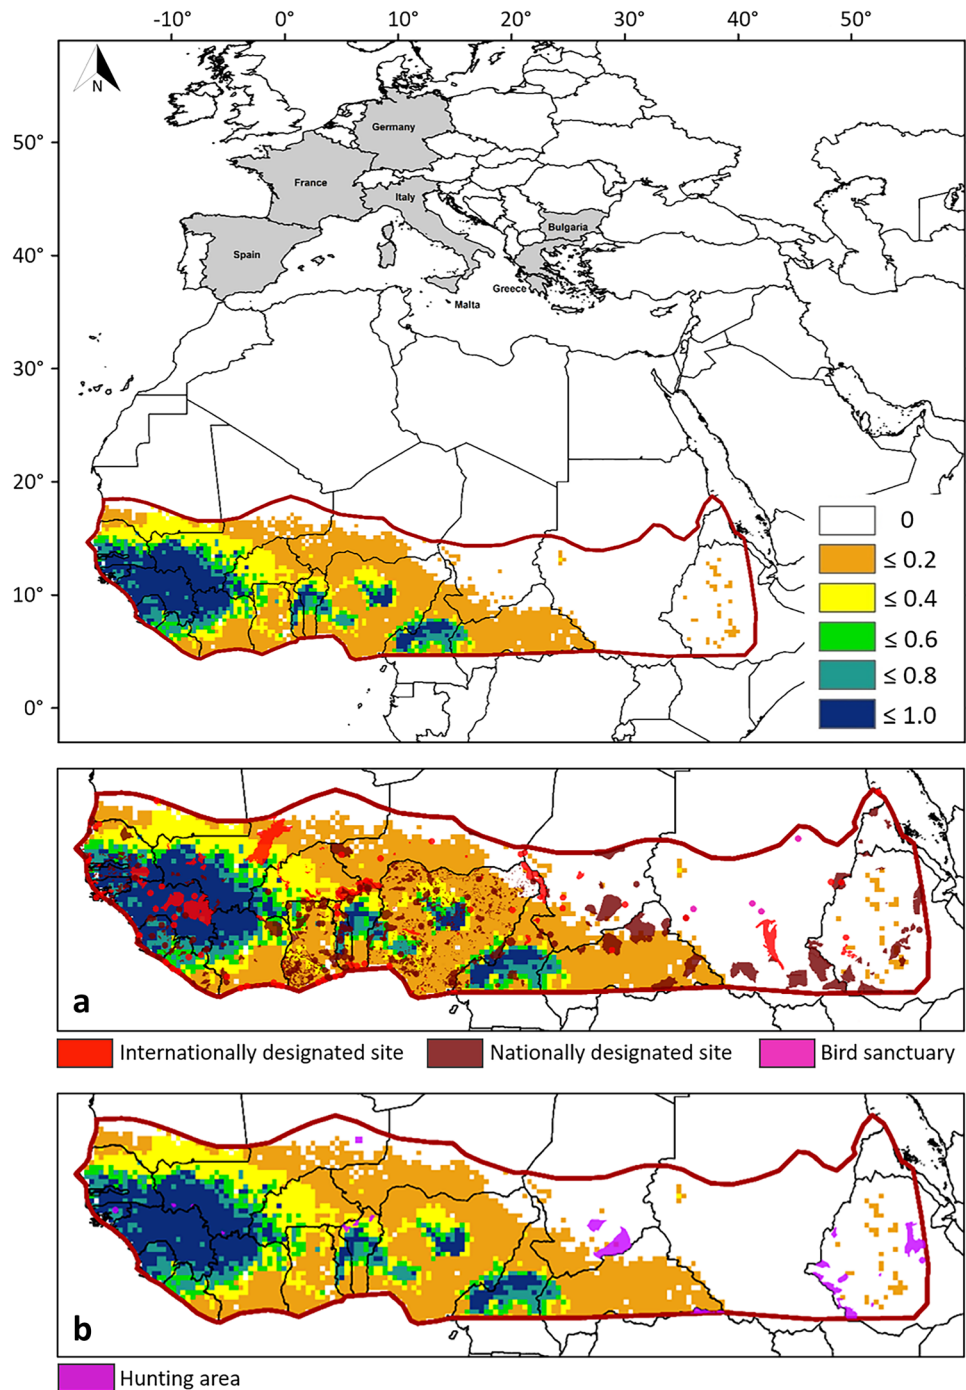 -10° 0° 10° 20° 30° 40° 50°
N
50°
40°
30°
20°
10°
0°
Germany
France
Italy
Bulgaria
Spain
Greece
Malta
0
≤ 0.2
≤ 0.4
≤ 0.6
≤ 0.8
≤ 1.0
a
Internationally designated site Nationally designated site Bird sanctuary
b
Hunting area